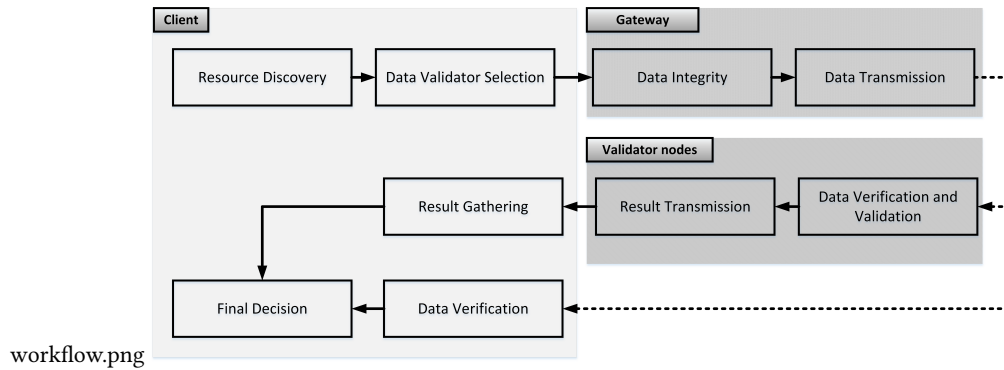 Client
Gateway
Resource Discovery
Data Validator Selection
Data Integrity
Data Transmission
Validator nodes
Result Gathering
Result Transmission
Data Verification and
Validation
Final Decision
Data Verification
workflow.png